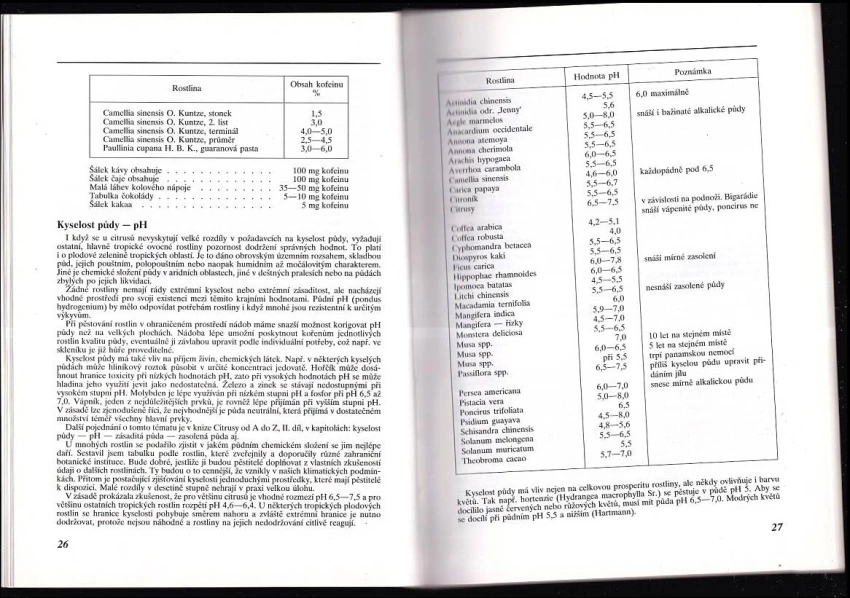 Rostlina Obsah kofeinu %
Camellia sinensis O. Kuntze, stonek 1,5
Camellia sinensis O. Kuntze, 2. list 3,0
Camellia sinensis O. Kuntze, terminál 4,0—5,0
Camellia sinensis O. Kuntze, průměr 2,5—4,5
Paullinia cupana H. B. K., guaranová pasta 3,0—6,0
Šálek kávy obsahuje . . . . . . . . . . . . . 100 mg kofeinu
Šálek čaje obsahuje . . . . . . . . . . . . . 100 mg kofeinu
Malá láhev kolového nápoje . . . . . . . . 35—50 mg kofeinu
Tabulka čokolády . . . . . . . . . . . . . 5—10 mg kofeinu
Šálek kakaa . . . . . . . . . . . . . . . 5 mg kofeinu
Kyselost půdy — pH
I když se u citrusů nevyskytují velké rozdíly v požadavcích na kyselost půdy, vyžadují
ostatní, hlavně tropické ovocné rostliny pozornost dodržení správných hodnot. To platí
i o plodové zelenině tropických oblastí. Je to dáno obrovským územním rozsahem, skladbou
půd, jejich pouštním, polopouštním nebo naopak humidním až močálovitým charakterem.
Jiné je chemické složení půdy v aridních oblastech, jiné v deštných pralesích nebo na půdách
zbylých po jejich likvidaci.
Žádné rostliny nemají rády extrémní kyselost nebo extrémní zásaditost, ale nacházejí
vhodné prostředí pro svoji existenci mezi těmito krajními hodnotami. Půdní pH (pondus
hydrogenium) by mělo odpovídat potřebám rostliny i když mnohé jsou rezistentní k určitým
výkyvům.
Při pěstování rostlin v ohraničeném prostředí nádob máme snazší možnost korigovat pH
půdy než na velkých plochách. Nádoba lépe umožní poskytnout kořenům jednotlivých
rostlin kvalitu půdy, eventuálně ji závlahou upravit podle individuální potřeby, což např. ve
skleníku je již hůře proveditelné.
Kyselost půdy má také vliv na příjem živin, chemických látek. Např. v některých kyselých
půdách může hliníkový roztok působit v určité koncentraci jedovatě. Hořčík může dosá-
hnout hranice toxicity při nízkých hodnotách pH, zato při vysokých hodnotách pH se může
hladina jeho využití jevit jako nedostatečná. Železo a zinek se stávají nedostupnými při
vysokém stupni pH. Molybden je lépe využíván při nízkém stupni pH a fosfor při pH 6,5 až
7,0. Vápník, jeden z nejdůležitějších prvků, je rovněž lépe přijímán při vyšším stupni pH.
V zásadě lze zjednodušeně říci, že nejvhodnější je půda neutrální, která přijímá v dostatečném
množství téměř všechny hlavní prvky.
Další pojednání o tomto tématu je v knize Citrusy od A do Z, II. díl, v kapitolách: kyselost
půdy — pH — zásaditá půda — zasolená půda aj.
U mnohých rostlin se podařilo zjistit v jakém půdním chemickém složení se jim nejlépe
daří. Sestavil jsem tabulku podle rostlin, které zveřejnily a doporučily různé zahraniční
botanické instituce. Bude dobré, jestliže ji budou pěstitelé doplňovat z vlastních zkušeností
údaji o dalších rostlinách. Ty budou o to cennější, že vznikly v našich klimatických podmín-
kách. Přitom je postačující zjišťování kyselosti jednoduchými prostředky, které mají pěstitelé
k dispozici. Malé rozdíly v desetině stupně nehrají v praxi velkou úlohu.
V zásadě prokázala zkušenost, že pro většinu citrusů je vhodné rozmezí pH 6,5—7,5 a pro
většinu ostatních tropických rostlin rozpětí pH 4,6—6,4. U některých tropických plodových
rostlin se hranice kyselosti pohybuje směrem nahoru a zvláště extrémní hranice je nutno
dodržovat, protože nejsou náhodné a rostliny na jejich nedodržování citlivě reagují.
26
Rostlina Hodnota pH Poznámka
Actinidia chinensis 4,5—5,5 6,0 maximálně
Actinidia odr. ‚Jenny‘ 5,6
Aegle marmelos 5,0—8,0 snáší i bažinaté alkalické půdy
Anacardium occidentale 5,5—6,5
Annona atemoya 5,5—6,5
Annona cherimola 5,5—6,5
Arachis hypogaea 6,0—6,5
Averrhoa carambola 5,5—6,5
Camellia sinensis 4,6—6,0 každopádně pod 6,5
Carica papaya 5,5—6,7
Citroník 5,5—6,5
Citrusy 6,5—7,5 v závislosti na podnoži. Bigarádie
snáší vápenité půdy, poncirus ne
Coffea arabica 4,2—5,1
Coffea robusta 4,0
Cyphomandra betacea 5,5—6,5
Diospyros kaki 5,5—6,5
Ficus carica 6,0—7,8 snáší mírné zasolení
Hippophae rhamnoides 6,0—6,5
Ipomoea batatas 4,5—5,5
Litchi chinensis 5,5—6,5 nesnáší zasolené půdy
Macadamia ternifolia 6,0
Mangifera indica 5,9—7,0
Mangifera — řízky 4,5—7,0
Monstera deliciosa 5,5—6,5
Musa spp. 7,0 10 let na stejném místě
Musa spp. 6,0—6,5 5 let na stejném místě
Musa spp. při 5,5 trpí panamskou nemocí
Passiflora spp. 6,5—7,5 příliš kyselou půdu upravit při-
dáním jílu
Persea americana 6,0—7,0 snese mírně alkalickou půdu
Pistacia vera 5,0—8,0
Poncirus trifoliata 6,5
Psidium guayava 4,5—8,0
Schisandra chinensis 4,8—5,6
Solanum melongena 5,5—6,5
Solanum muricatum 5,5
Theobroma cacao 5,7—7,0
Kyselost půdy má vliv nejen na celkovou prosperitu rostliny, ale někdy ovlivňuje i barvu
květů. Tak např. hortenzie (Hydrangea macrophylla Sr.) se pěstuje v půdě pH 5. Aby se
docílilo jasně červených nebo růžových květů, musí mít půda pH 6,5—7,0. Modrých květů
se docílí při půdním pH 5,5 a nižším (Hartmann).
27